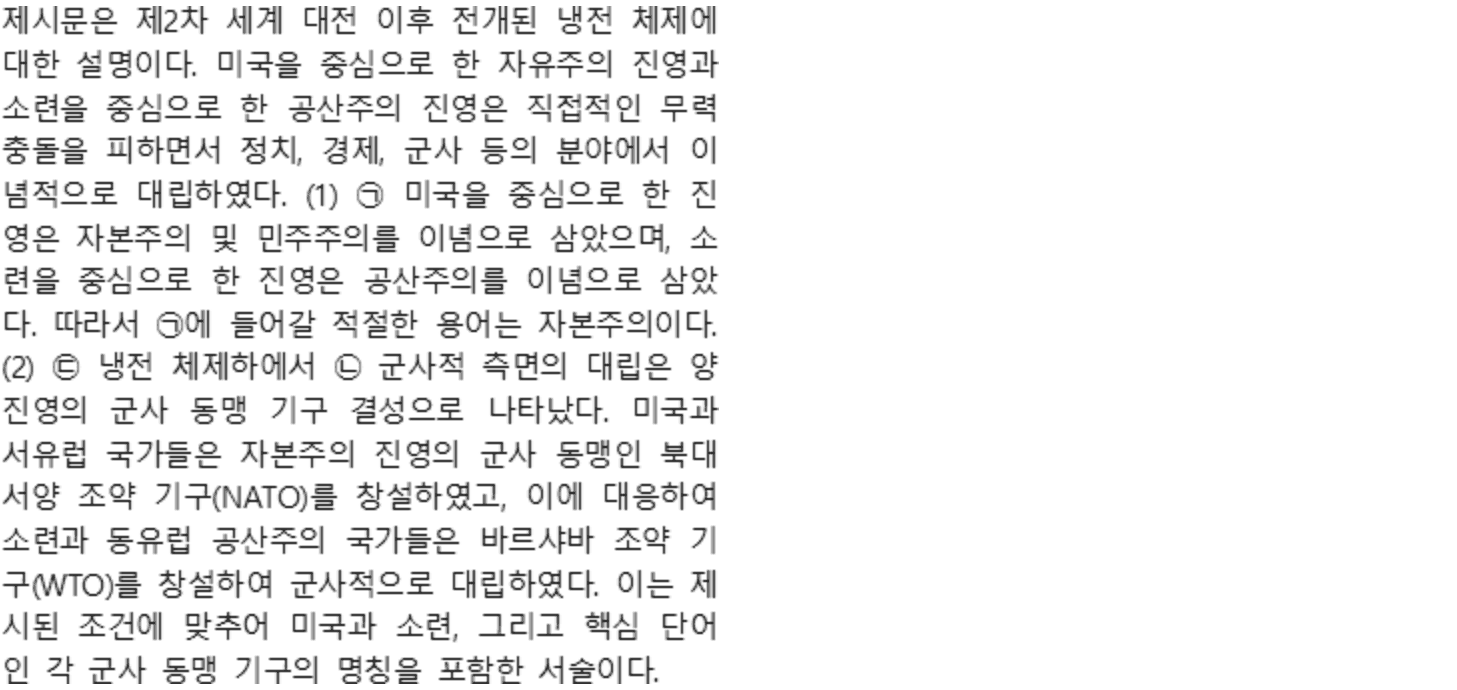 제시문은 제2차 세계 대전 이후 전개된 냉전 체제에
대한 설명이다. 미국을 중심으로 한 자유주의 진영과
소련을 중심으로 한 공산주의 진영은 직접적인 무력
충돌을 피하면서 정치, 경제, 군사 등의 분야에서 이
념적으로 대립하였다. (1) ㉠ 미국을 중심으로 한 진
영은 자본주의 및 민주주의를 이념으로 삼았으며, 소
련을 중심으로 한 진영은 공산주의를 이념으로 삼았
다. 따라서 ㉠에 들어갈 적절한 용어는 자본주의이다.
(2) ㉢ 냉전 체제하에서 ㉡ 군사적 측면의 대립은 양
진영의 군사 동맹 기구 결성으로 나타났다. 미국과
서유럽 국가들은 자본주의 진영의 군사 동맹인 북대
서양 조약 기구(NATO)를 창설하였고, 이에 대응하여
소련과 동유럽 공산주의 국가들은 바르샤바 조약 기
구(WTO)를 창설하여 군사적으로 대립하였다. 이는 제
시된 조건에 맞추어 미국과 소련, 그리고 핵심 단어
인 각 군사 동맹 기구의 명칭을 포함한 서술이다.